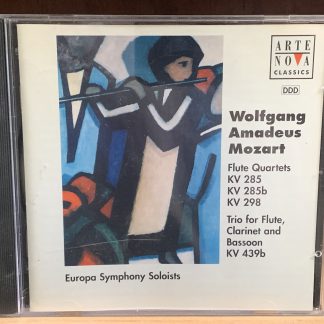 ARTE
NOVA
CLASSICS
DDD
Wolfgang
Amadeus
Mozart
Flute Quartets
KV 285
KV 285b
KV 298
Trio for Flute,
Clarinet and
Bassoon
KV 439b
Europa Symphony Soloists